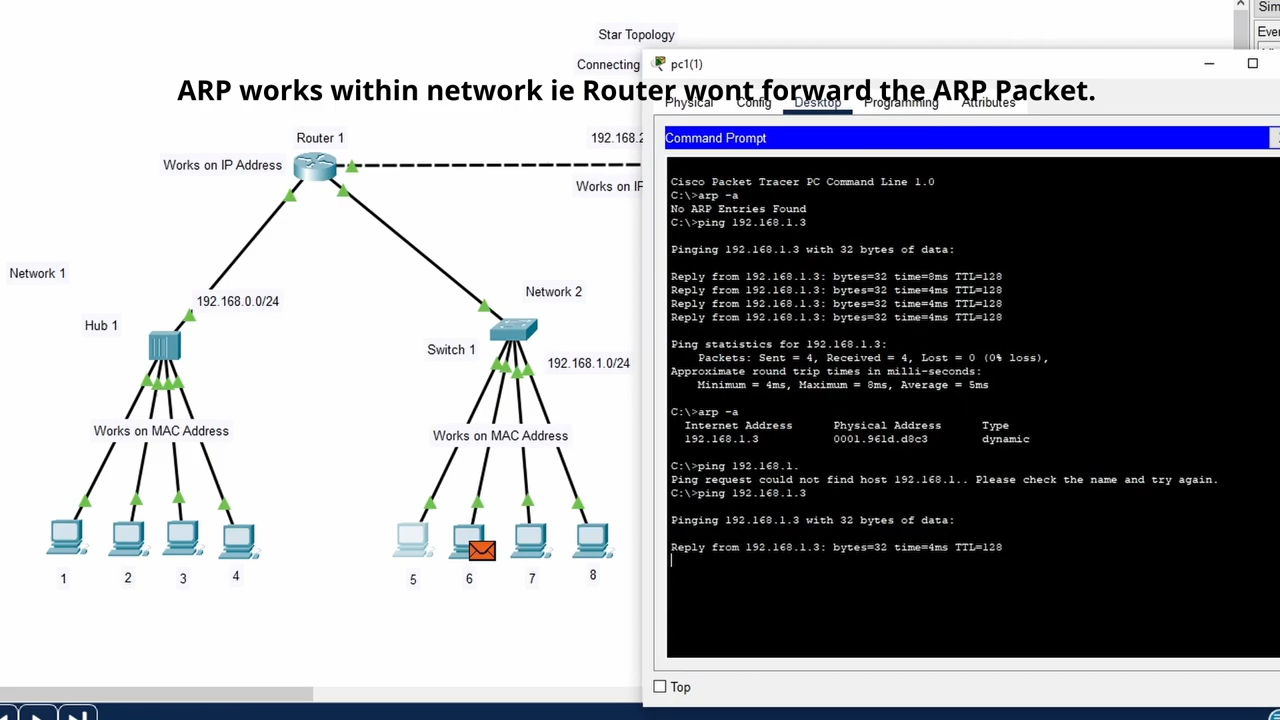 Star Topology
Connecting
ARP works within network ie Router wont forward the ARP Packet.
Router 1
Works on IP Address
192.168.2
Works on IP
Network 1
192.168.0.0/24
Hub 1
Network 2
Switch 1
192.168.1.0/24
Works on MAC Address
Works on MAC Address
1
2
3
4
5
6
7
8
Sim
Ever
pc1(1)
Physical Config Desktop Programming Attributes
Command Prompt
Cisco Packet Tracer PC Command Line 1.0
C:\>arp -a
No ARP Entries Found
C:\>ping 192.168.1.3
Pinging 192.168.1.3 with 32 bytes of data:
Reply from 192.168.1.3: bytes=32 time=8ms TTL=128
Reply from 192.168.1.3: bytes=32 time=4ms TTL=128
Reply from 192.168.1.3: bytes=32 time=4ms TTL=128
Reply from 192.168.1.3: bytes=32 time=4ms TTL=128
Ping statistics for 192.168.1.3:
Packets: Sent = 4, Received = 4, Lost = 0 (0% loss),
Approximate round trip times in milli-seconds:
Minimum = 4ms, Maximum = 8ms, Average = 5ms
C:\>arp -a
Internet Address Physical Address Type
192.168.1.3 0001.961d.d8c3 dynamic
C:\>ping 192.168.1.
Ping request could not find host 192.168.1.. Please check the name and try again.
C:\>ping 192.168.1.3
Pinging 192.168.1.3 with 32 bytes of data:
Reply from 192.168.1.3: bytes=32 time=4ms TTL=128
Top